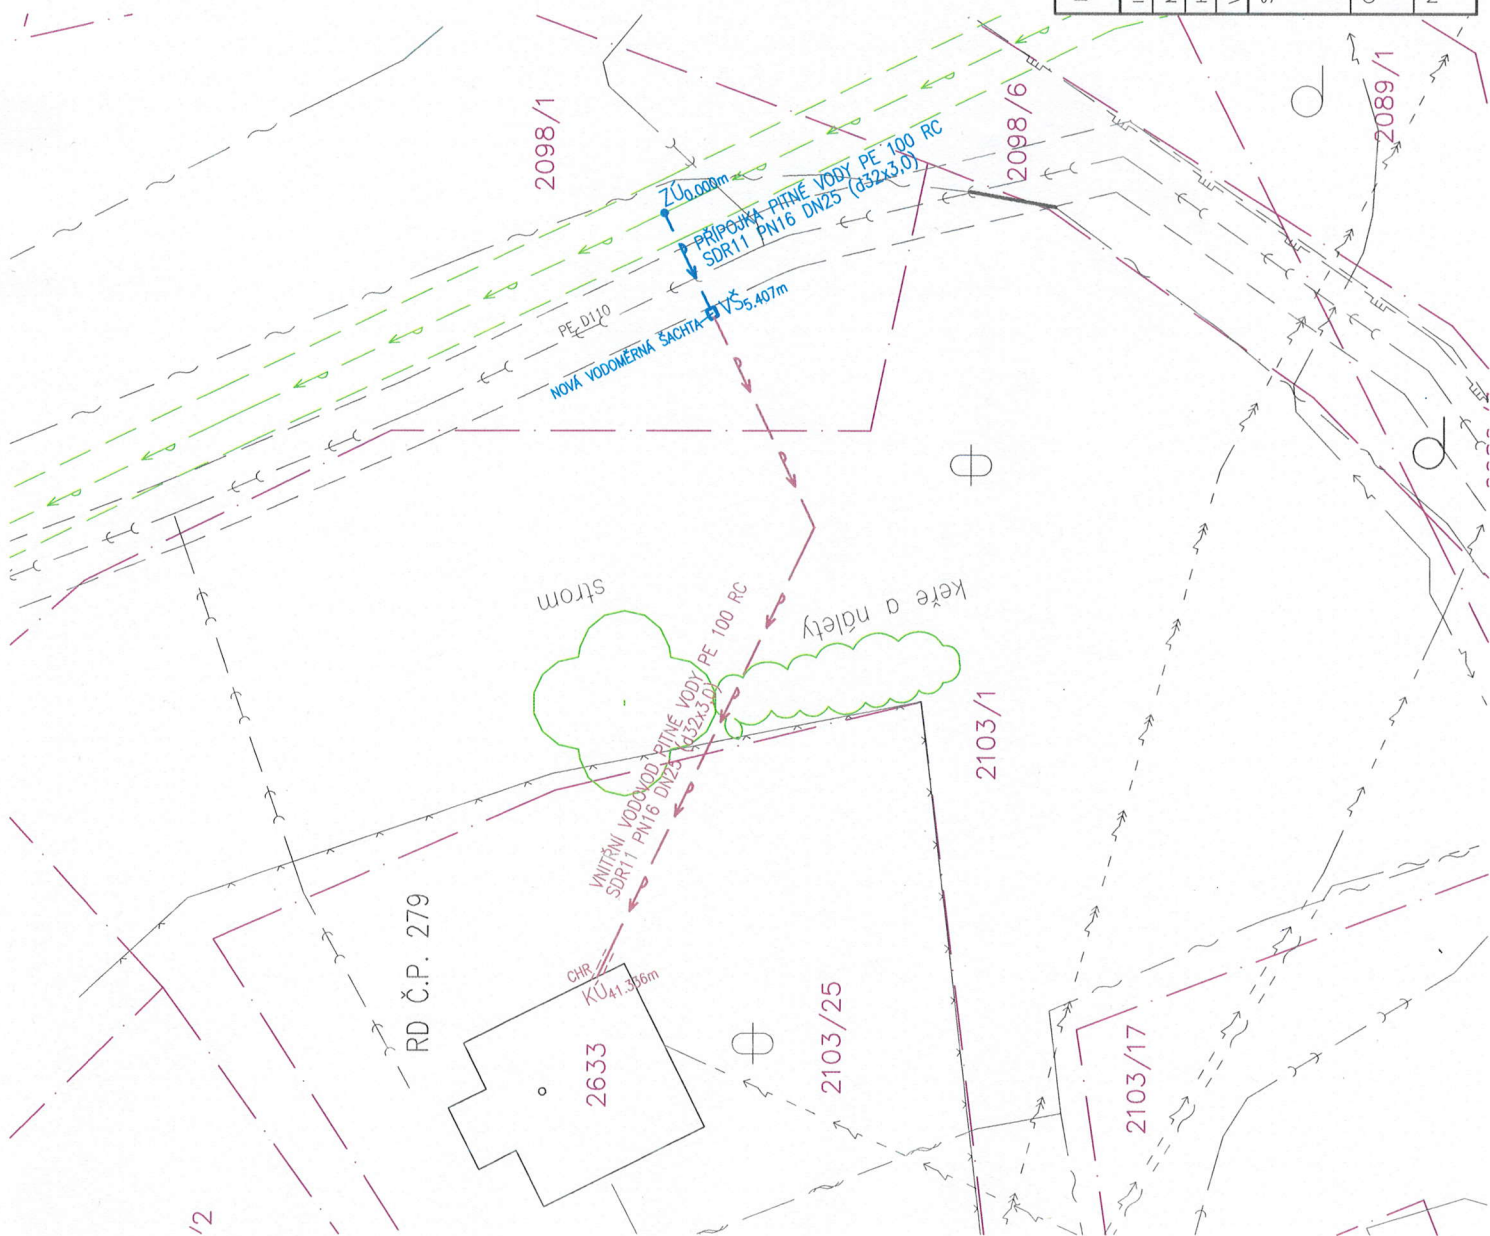 2098/1
2098/6
2089/1
ZÚ0.000m
PŘÍPOJKA PITNÉ VODY PE 100 RC
SDR11 PN16 DN25 (d32x3,0)
VŠ5.407m
PE D110
NOVÁ VODOMĚRNÁ ŠACHTA
strom
keře a nálety
VNITŘNÍ VODOVOD PITNÉ VODY PE 100 RC
SDR11 PN16 DN25 (d32x3,0)
2103/1
RD Č.P. 279
CHR
KÚ41.336m
2633
2103/25
2103/17
/2